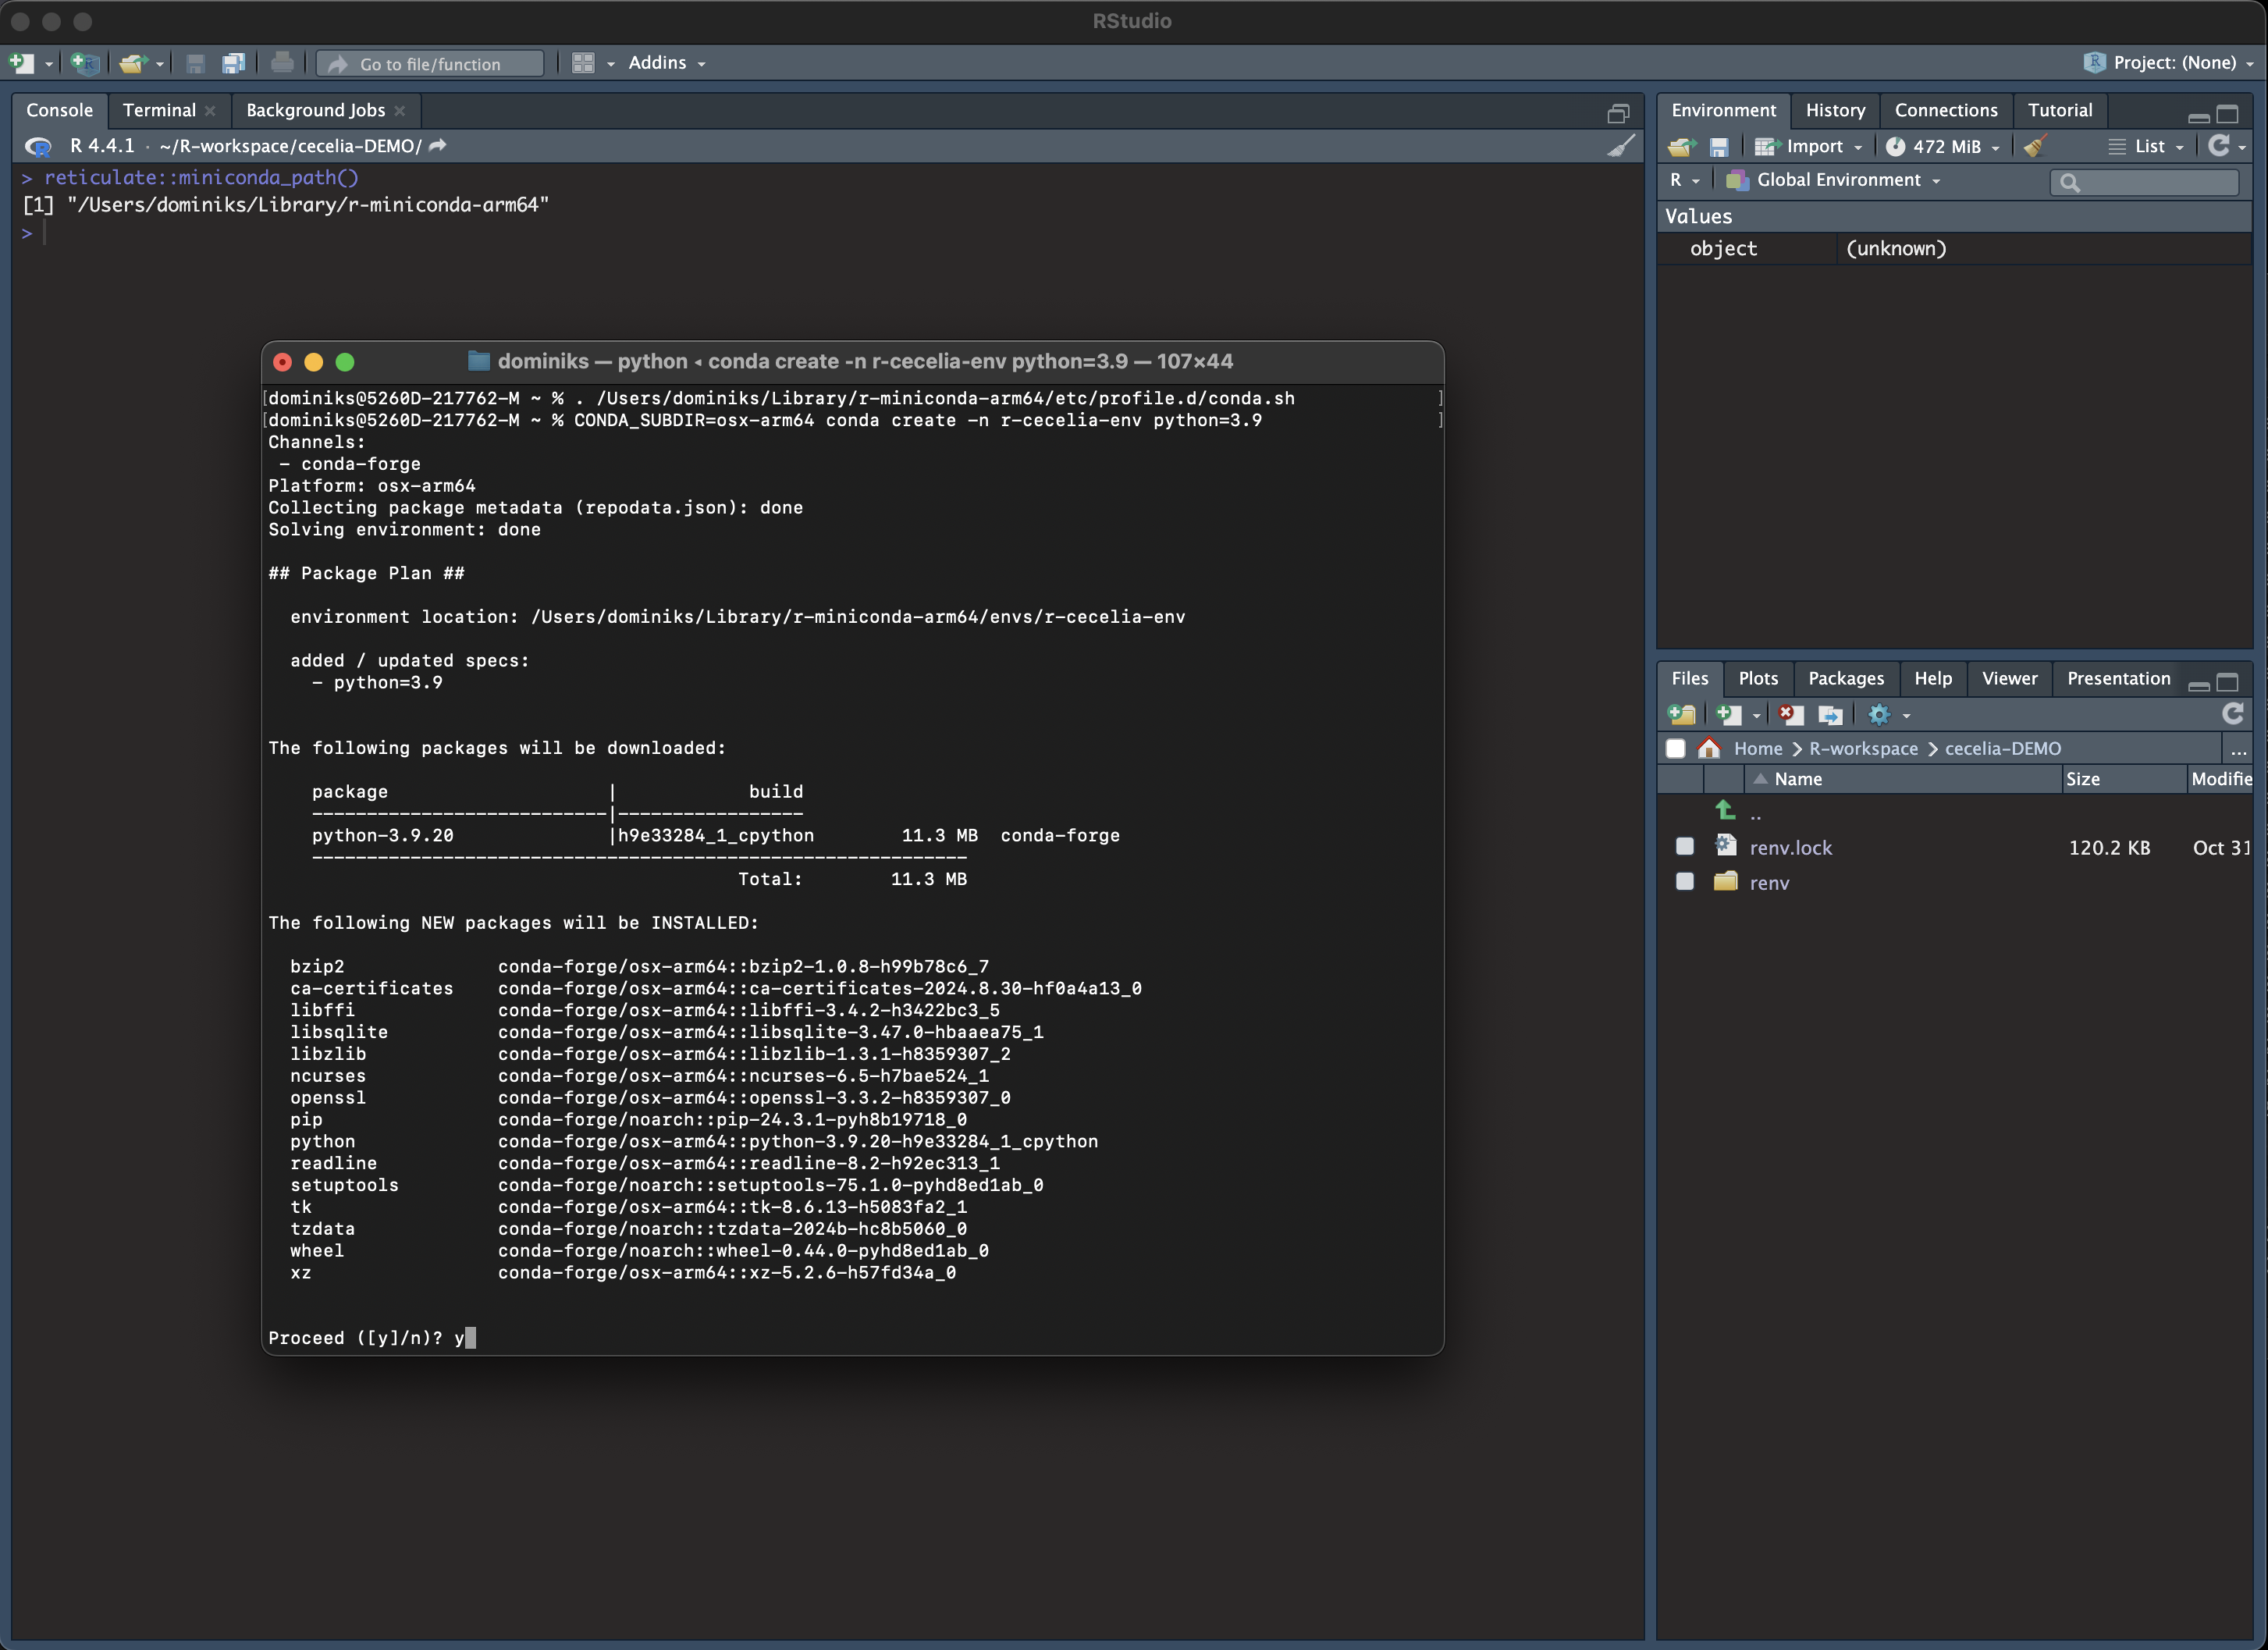 RStudio
Go to file/function
Addins
Project: (None)
Console Terminal Background Jobs
R 4.4.1 · ~/R-workspace/cecelia-DEMO/
> reticulate::miniconda_path()
[1] "/Users/dominiks/Library/r-miniconda-arm64"
>
dominiks — python ◂ conda create -n r-cecelia-env python=3.9 — 107×44
[dominiks@5260D-217762-M ~ % . /Users/dominiks/Library/r-miniconda-arm64/etc/profile.d/conda.sh ]
[dominiks@5260D-217762-M ~ % CONDA_SUBDIR=osx-arm64 conda create -n r-cecelia-env python=3.9 ]
Channels:
 - conda-forge
Platform: osx-arm64
Collecting package metadata (repodata.json): done
Solving environment: done
## Package Plan ##
  environment location: /Users/dominiks/Library/r-miniconda-arm64/envs/r-cecelia-env
  added / updated specs:
    - python=3.9
The following packages will be downloaded:
    package                    |            build
    ---------------------------|-----------------
    python-3.9.20              |h9e33284_1_cpython        11.3 MB  conda-forge
    ------------------------------------------------------------
                                           Total:        11.3 MB
The following NEW packages will be INSTALLED:
  bzip2              conda-forge/osx-arm64::bzip2-1.0.8-h99b78c6_7
  ca-certificates    conda-forge/osx-arm64::ca-certificates-2024.8.30-hf0a4a13_0
  libffi             conda-forge/osx-arm64::libffi-3.4.2-h3422bc3_5
  libsqlite          conda-forge/osx-arm64::libsqlite-3.47.0-hbaaea75_1
  libzlib            conda-forge/osx-arm64::libzlib-1.3.1-h8359307_2
  ncurses            conda-forge/osx-arm64::ncurses-6.5-h7bae524_1
  openssl            conda-forge/osx-arm64::openssl-3.3.2-h8359307_0
  pip                conda-forge/noarch::pip-24.3.1-pyh8b19718_0
  python             conda-forge/osx-arm64::python-3.9.20-h9e33284_1_cpython
  readline           conda-forge/osx-arm64::readline-8.2-h92ec313_1
  setuptools         conda-forge/noarch::setuptools-75.1.0-pyhd8ed1ab_0
  tk                 conda-forge/osx-arm64::tk-8.6.13-h5083fa2_1
  tzdata             conda-forge/noarch::tzdata-2024b-hc8b5060_0
  wheel              conda-forge/noarch::wheel-0.44.0-pyhd8ed1ab_0
  xz                 conda-forge/osx-arm64::xz-5.2.6-h57fd34a_0
Proceed ([y]/n)? y
Environment History Connections Tutorial
Import 472 MiB List
R Global Environment
Values
object (unknown)
Files Plots Packages Help Viewer Presentation
Home R-workspace cecelia-DEMO ...
Name Size Modifie
..
renv.lock 120.2 KB Oct 31
renv